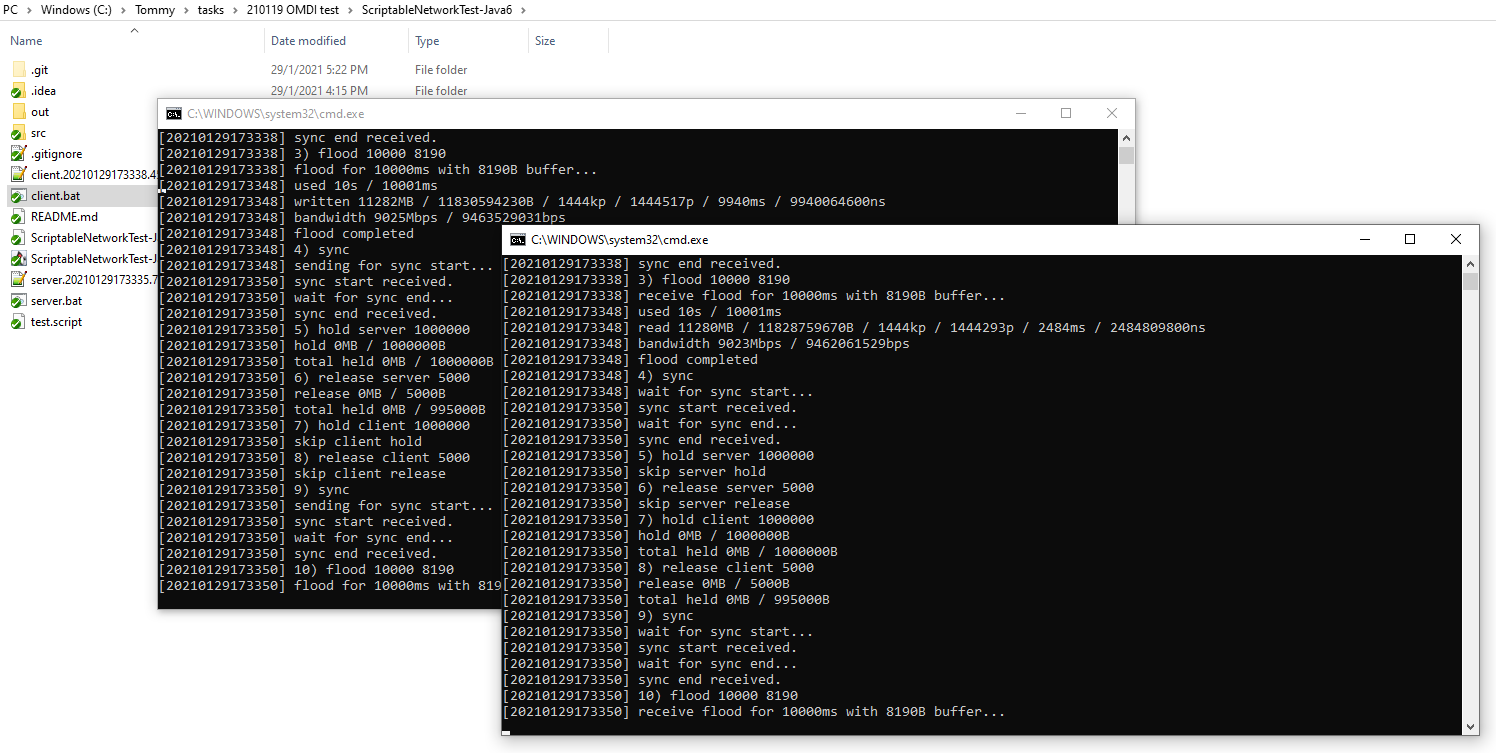 PC > Windows (C:) > Tommy > tasks > 210119 OMDI test > ScriptableNetworkTest-Java6 >
Name Date modified Type Size
.git 29/1/2021 5:22 PM File folder
.idea 29/1/2021 4:15 PM File folder
out
src
.gitignore
client.20210129173338.4
client.bat
README.md
ScriptableNetworkTest-J
ScriptableNetworkTest-J
server.20210129173335.7
server.bat
test.script
C:\WINDOWS\system32\cmd.exe
[20210129173338] sync end received.
[20210129173338] 3) flood 10000 8190
[20210129173338] flood for 10000ms with 8190B buffer...
[20210129173348] used 10s / 10001ms
[20210129173348] written 11282MB / 11830594230B / 1444kp / 1444517p / 9940ms / 9940064600ns
[20210129173348] bandwidth 9025Mbps / 9463529031bps
[20210129173348] flood completed
[20210129173348] 4) sync
[20210129173348] sending for sync start...
[20210129173350] sync start received.
[20210129173350] wait for sync end...
[20210129173350] sync end received.
[20210129173350] 5) hold server 1000000
[20210129173350] hold 0MB / 1000000B
[20210129173350] total held 0MB / 1000000B
[20210129173350] 6) release server 5000
[20210129173350] release 0MB / 5000B
[20210129173350] total held 0MB / 995000B
[20210129173350] 7) hold client 1000000
[20210129173350] skip client hold
[20210129173350] 8) release client 5000
[20210129173350] skip client release
[20210129173350] 9) sync
[20210129173350] sending for sync start...
[20210129173350] sync start received.
[20210129173350] wait for sync end...
[20210129173350] sync end received.
[20210129173350] 10) flood 10000 8190
[20210129173350] flood for 10000ms with 819
C:\WINDOWS\system32\cmd.exe
[20210129173338] sync end received.
[20210129173338] 3) flood 10000 8190
[20210129173338] receive flood for 10000ms with 8190B buffer...
[20210129173348] used 10s / 10001ms
[20210129173348] read 11280MB / 11828759670B / 1444kp / 1444293p / 2484ms / 2484809800ns
[20210129173348] bandwidth 9023Mbps / 9462061529bps
[20210129173348] flood completed
[20210129173348] 4) sync
[20210129173348] wait for sync start...
[20210129173350] sync start received.
[20210129173350] wait for sync end...
[20210129173350] sync end received.
[20210129173350] 5) hold server 1000000
[20210129173350] skip server hold
[20210129173350] 6) release server 5000
[20210129173350] skip server release
[20210129173350] 7) hold client 1000000
[20210129173350] hold 0MB / 1000000B
[20210129173350] total held 0MB / 1000000B
[20210129173350] 8) release client 5000
[20210129173350] release 0MB / 5000B
[20210129173350] total held 0MB / 995000B
[20210129173350] 9) sync
[20210129173350] wait for sync start...
[20210129173350] sync start received.
[20210129173350] wait for sync end...
[20210129173350] sync end received.
[20210129173350] 10) flood 10000 8190
[20210129173350] receive flood for 10000ms with 8190B buffer...